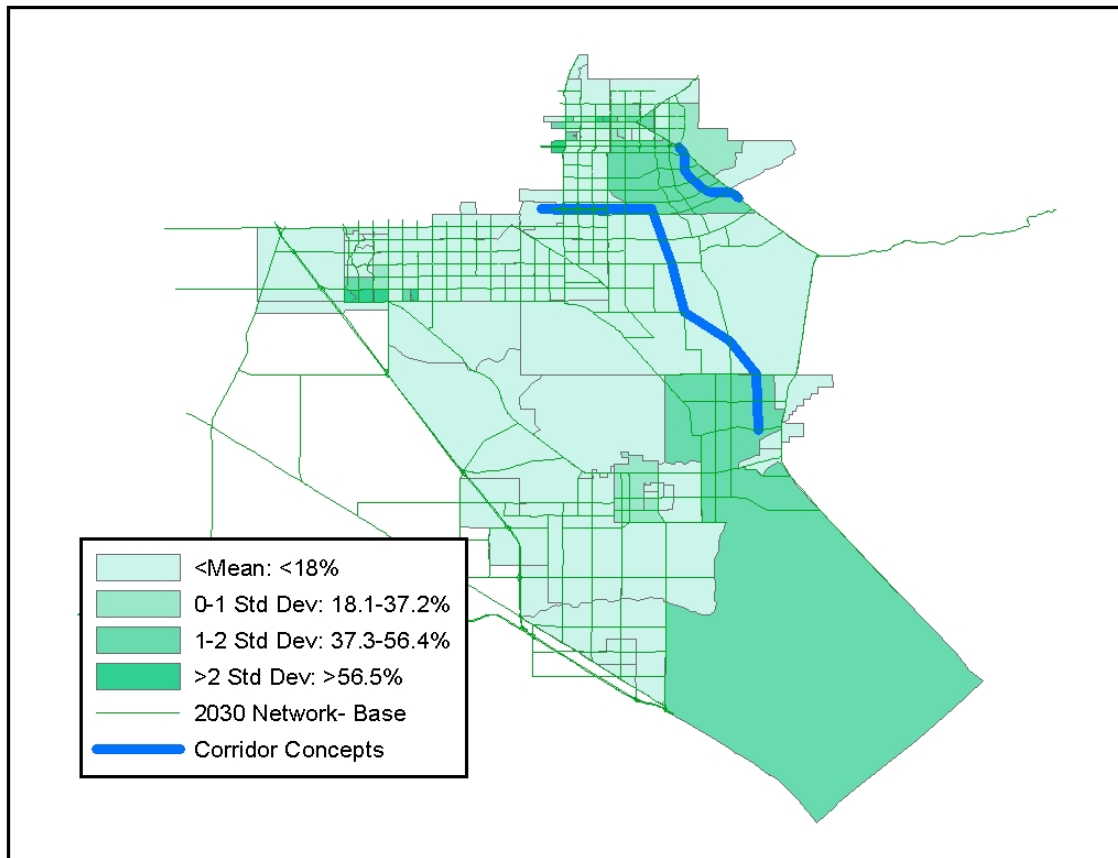 <Mean: <18%
0-1 Std Dev: 18.1-37.2%
1-2 Std Dev: 37.3-56.4%
>2 Std Dev: >56.5%
2030 Network- Base
Corridor Concepts